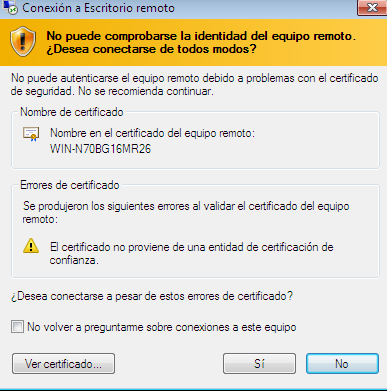 Conexión a Escritorio remoto
No puede comprobarse la identidad del equipo remoto.
¿Desea conectarse de todos modos?
No puede autenticarse el equipo remoto debido a problemas con el certificado
de seguridad. No se recomienda continuar.
Nombre de certificado
Nombre en el certificado del equipo remoto:
WIN-N70BG16MR26
Errores de certificado
Se produjeron los siguientes errores al validar el certificado del equipo
remoto:
El certificado no proviene de una entidad de certificación de
confianza.
¿Desea conectarse a pesar de estos errores de certificado?
No volver a preguntarme sobre conexiones a este equipo
Ver certificado...
Sí
No